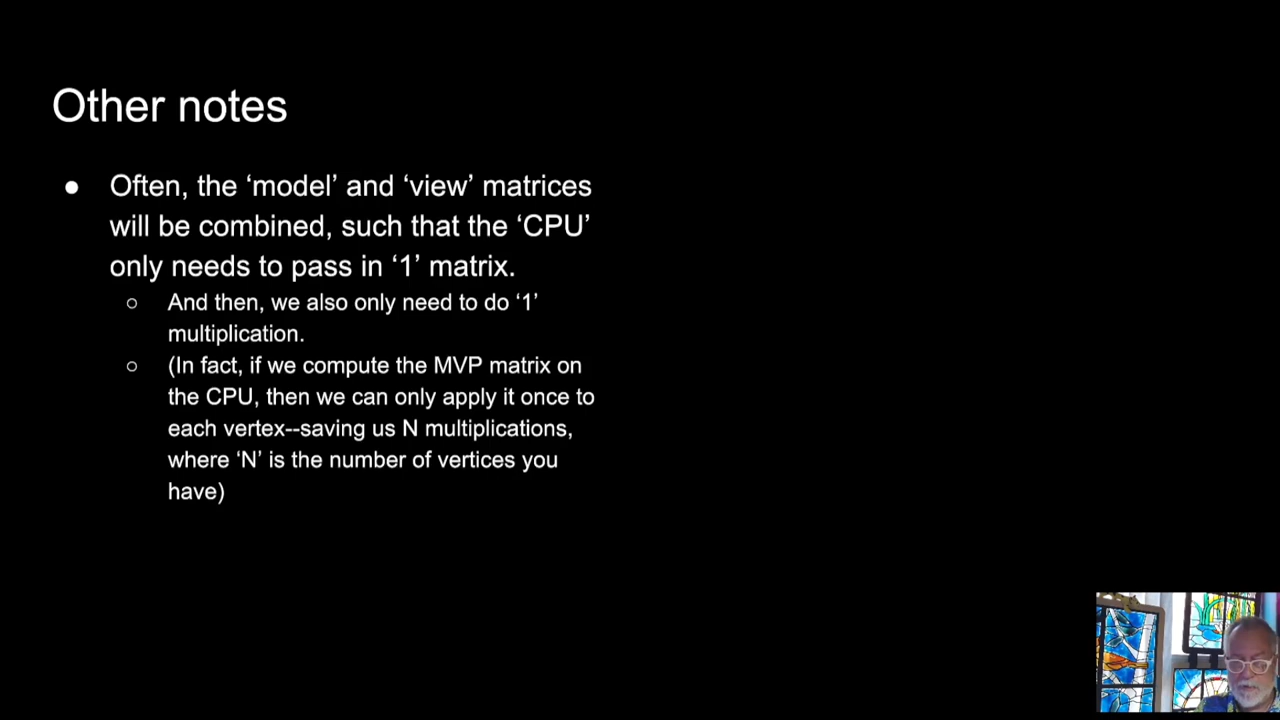 Other notes
● Often, the ‘model’ and ‘view’ matrices
will be combined, such that the ‘CPU’
only needs to pass in ‘1’ matrix.
○ And then, we also only need to do ‘1’
multiplication.
○ (In fact, if we compute the MVP matrix on
the CPU, then we can only apply it once to
each vertex--saving us N multiplications,
where ‘N’ is the number of vertices you
have)